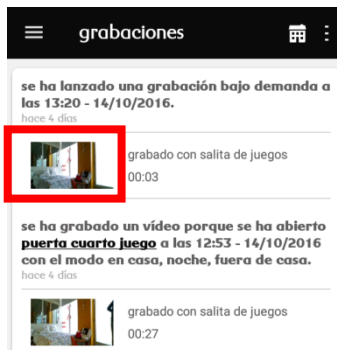 grabaciones
se ha lanzado una grabación bajo demanda a
las 13:20 - 14/10/2016.
hace 4 días
grabado con salita de juegos
00:03
se ha grabado un vídeo porque se ha abierto
puerta cuarto juego a las 12:53 - 14/10/2016
con el modo en casa, noche, fuera de casa.
hace 4 días
grabado con salita de juegos
00:27